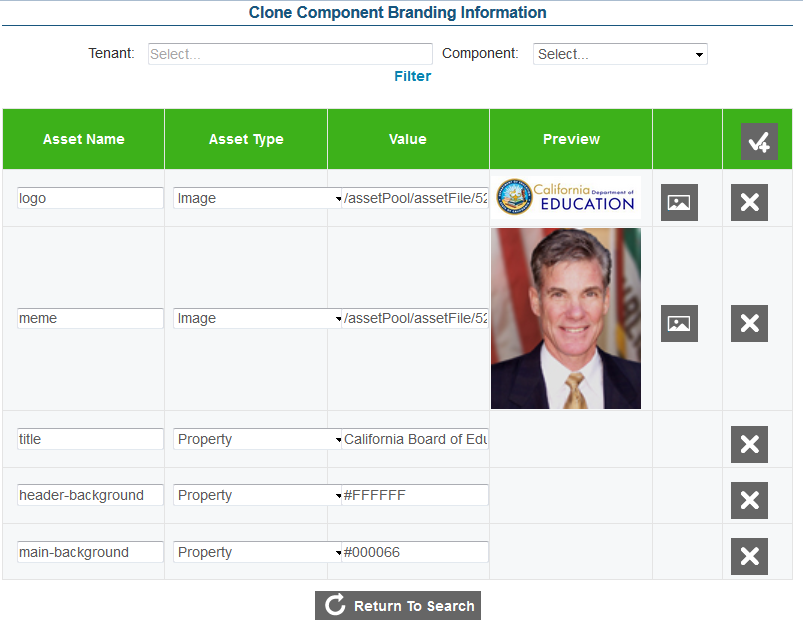 Clone Component Branding Information
Tenant: Select... Component: Select...
Filter
Asset Name Asset Type Value Preview
logo Image /assetPool/assetFile/52 California Department of EDUCATION
meme Image /assetPool/assetFile/52
title Property California Board of Edu
header-background Property #FFFFFF
main-background Property #000066
Return To Search